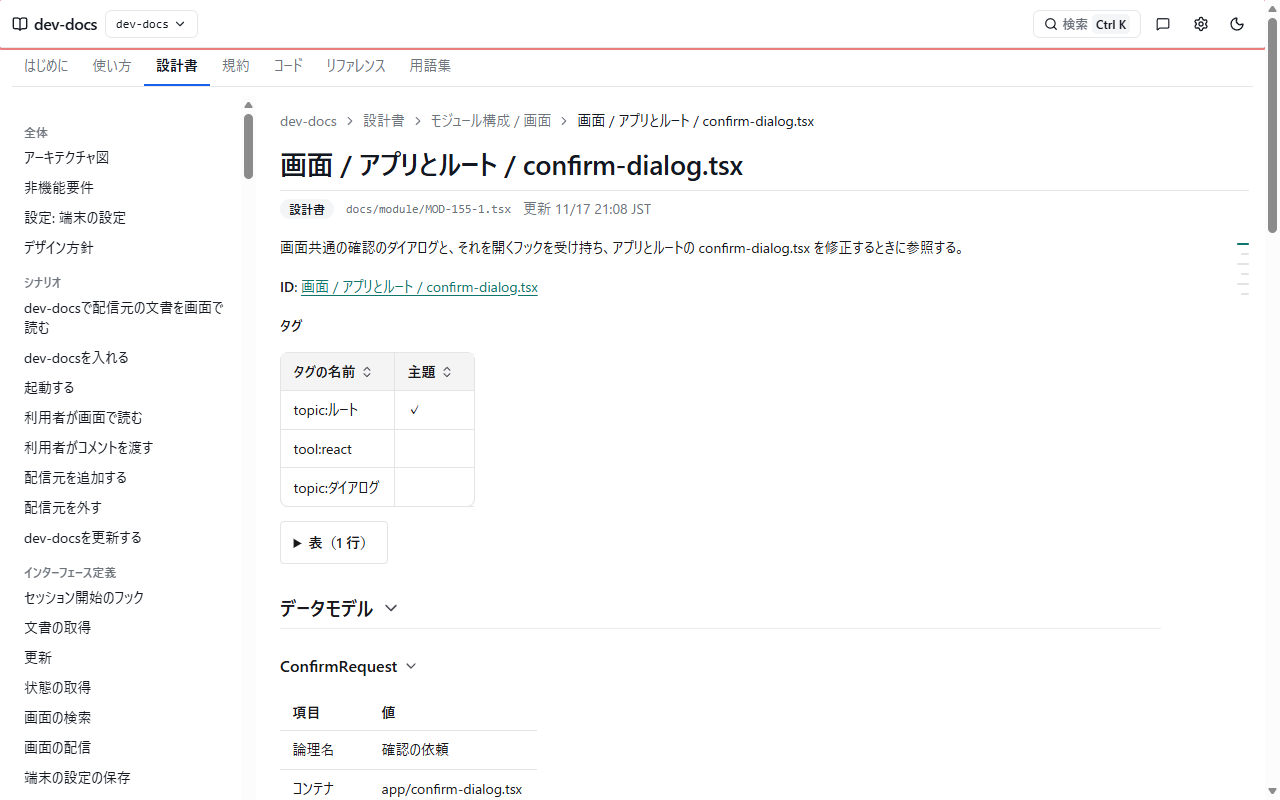 dev-docs
dev-docs
検索 Ctrl K
はじめに 使い方 設計書 規約 コード リファレンス 用語集
全体
アーキテクチャ図
非機能要件
設定: 端末の設定
デザイン方針
シナリオ
dev-docsで配信元の文書を画面で
読む
dev-docsを入れる
起動する
利用者が画面で読む
利用者がコメントを渡す
配信元を追加する
配信元を外す
dev-docsを更新する
インターフェース定義
セッション開始のフック
文書の取得
更新
状態の取得
画面の検索
画面の配信
端末の設定の保存
dev-docs 設計書 モジュール構成 / 画面 画面 / アプリとルート / confirm-dialog.tsx
画面 / アプリとルート / confirm-dialog.tsx
設計書 docs/module/MOD-155-1.tsx 更新 11/17 21:08 JST
画面共通の確認のダイアログと、それを開くフックを受け持ち、アプリとルートの confirm-dialog.tsx を修正するときに参照する。
ID: 画面 / アプリとルート / confirm-dialog.tsx
タグ
タグの名前 主題
topic:ルート ✓
tool:react
topic:ダイアログ
表（1 行）
データモデル
ConfirmRequest
項目 値
論理名 確認の依頼
コンテナ app/confirm-dialog.tsx